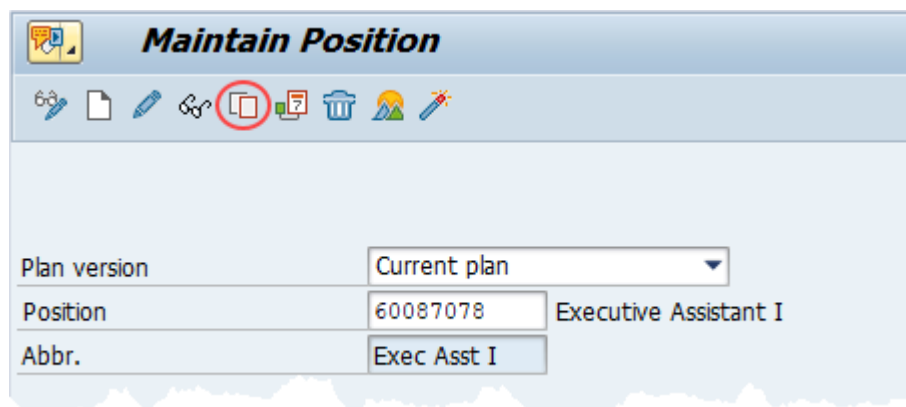 Maintain Position
Plan version Current plan
Position 60087078 Executive Assistant I
Abbr. Exec Asst I